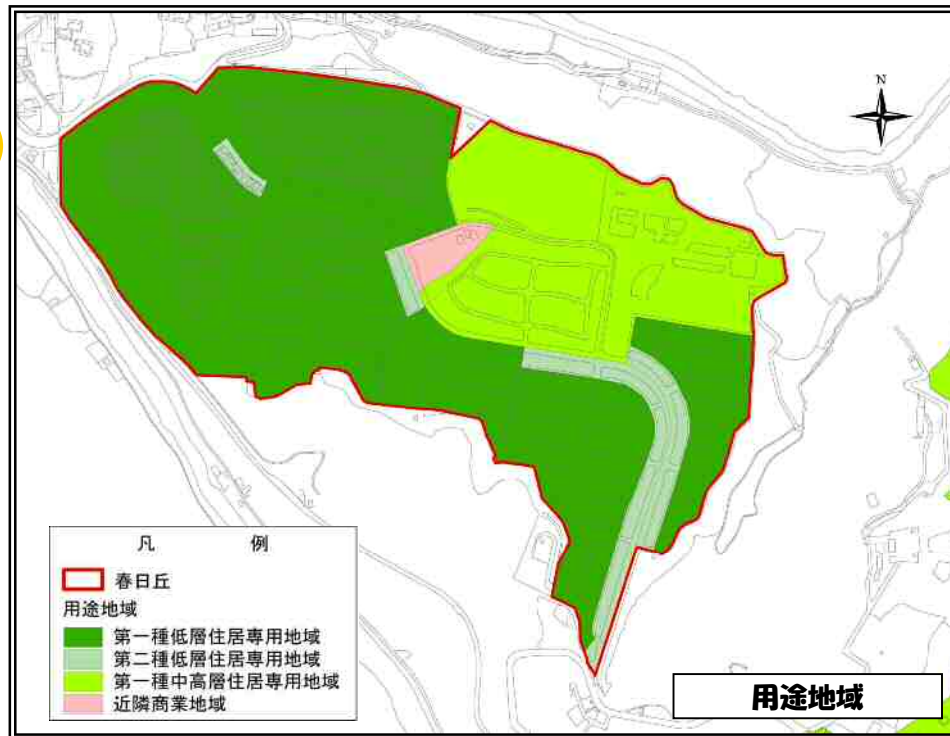 N
凡 例
春日丘
用途地域
第一種低層住居専用地域
第二種低層住居専用地域
第一種中高層住居専用地域
近隣商業地域
用途地域